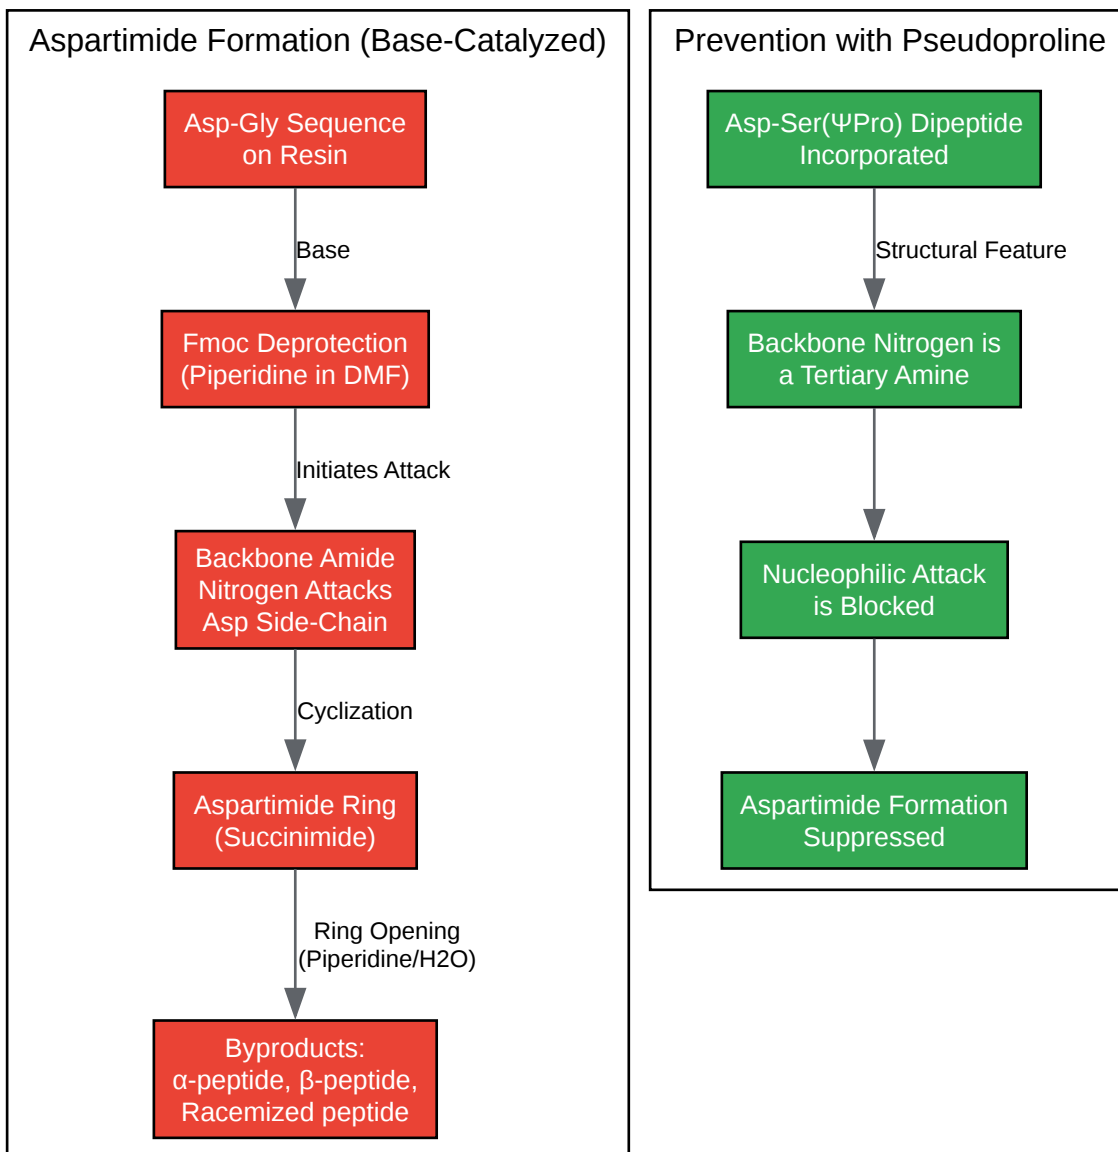 Aspartimide Formation (Base-Catalyzed)
Asp-Gly Sequence
on Resin
Base
Fmoc Deprotection
(Piperidine in DMF)
Initiates Attack
Backbone Amide
Nitrogen Attacks
Asp Side-Chain
Cyclization
Aspartimide Ring
(Succinimide)
Ring Opening
(Piperidine/H2O)
Byproducts:
α-peptide, β-peptide,
Racemized peptide
Prevention with Pseudoproline
Asp-Ser(ΨPro) Dipeptide
Incorporated
Structural Feature
Backbone Nitrogen is
a Tertiary Amine
Nucleophilic Attack
is Blocked
Aspartimide Formation
Suppressed